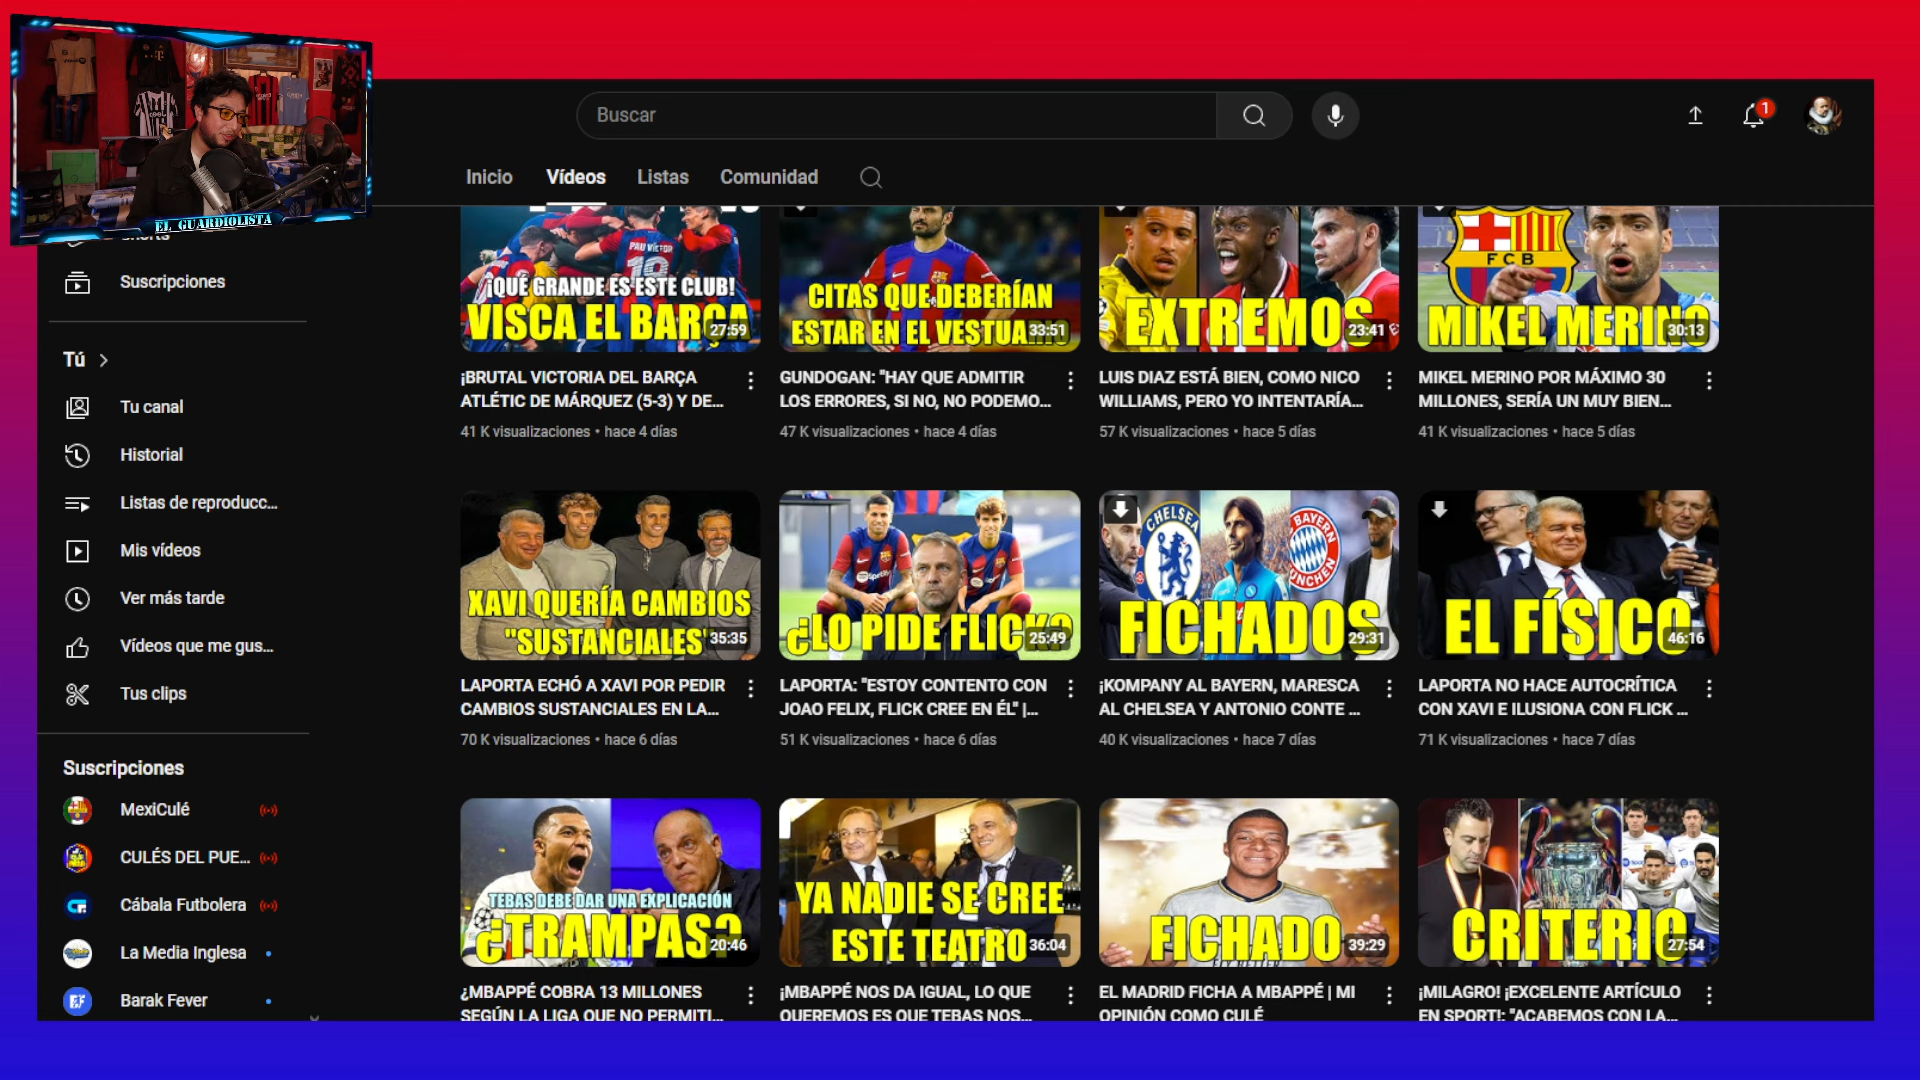 EL GUARDIOLISTA
Buscar
1
Inicio
Vídeos
Listas
Comunidad
Suscripciones
Tú
Tu canal
Historial
Listas de reproducc...
Mis vídeos
Ver más tarde
Vídeos que me gus...
Tus clips
Suscripciones
MexiCulé
CULÉS DEL PUE...
Cábala Futbolera
La Media Inglesa
Barak Fever
PAU VÍCTOR
19
¡QUÉ GRANDE ES ESTE CLUB!
VISCA EL BARÇA
27:59
¡BRUTAL VICTORIA DEL BARÇA
ATLÉTIC DE MÁRQUEZ (5-3) Y DE...
41 K visualizaciones • hace 4 días
CITAS QUE DEBERÍAN
ESTAR EN EL VESTUARIO
33:51
GUNDOGAN: "HAY QUE ADMITIR
LOS ERRORES, SI NO, NO PODEMO...
47 K visualizaciones • hace 4 días
EXTREMOS
23:41
LUIS DIAZ ESTÁ BIEN, COMO NICO
WILLIAMS, PERO YO INTENTARÍA...
57 K visualizaciones • hace 5 días
FCB
MIKEL MERINO
30:13
MIKEL MERINO POR MÁXIMO 30
MILLONES, SERÍA UN MUY BIEN...
41 K visualizaciones • hace 5 días
XAVI QUERÍA CAMBIOS
"SUSTANCIALES"
35:35
LAPORTA ECHÓ A XAVI POR PEDIR
CAMBIOS SUSTANCIALES EN LA...
70 K visualizaciones • hace 6 días
¿LO PIDE FLICK?
25:49
LAPORTA: "ESTOY CONTENTO CON
JOAO FELIX, FLICK CREE EN ÉL" |...
51 K visualizaciones • hace 6 días
CHELSEA
BAYERN
MÜNCHEN
FICHADOS
29:31
¡KOMPANY AL BAYERN, MARESCA
AL CHELSEA Y ANTONIO CONTE ...
40 K visualizaciones • hace 7 días
EL FÍSICO
46:16
LAPORTA NO HACE AUTOCRÍTICA
CON XAVI E ILUSIONA CON FLICK ...
71 K visualizaciones • hace 7 días
TEBAS DEBE DAR UNA EXPLICACIÓN
¿TRAMPAS?
20:46
¿MBAPPÉ COBRA 13 MILLONES
SEGÚN LA LIGA QUE NO PERMITI...
YA NADIE SE CREE
ESTE TEATRO
36:04
¡MBAPPÉ NOS DA IGUAL, LO QUE
QUEREMOS ES QUE TEBAS NOS...
FICHADO
39:29
EL MADRID FICHA A MBAPPÉ | MI
OPINIÓN COMO CULÉ
CRITERIO
27:54
¡MILAGRO! ¡EXCELENTE ARTÍCULO
EN SPORT!: "ACABEMOS CON LA...